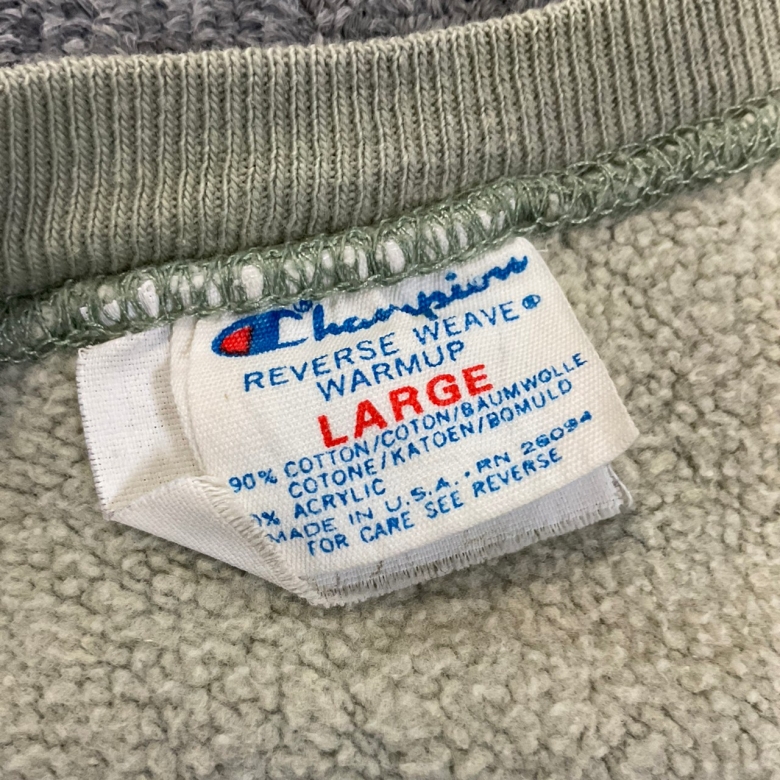 Champion
REVERSE WEAVE®
WARMUP
LARGE
90% COTTON/COTON/BAUMWOLLE
COTONE/KATOEN/BOMULD
0% ACRYLIC
MADE IN U.S.A. · RN 26094
FOR CARE SEE REVERSE